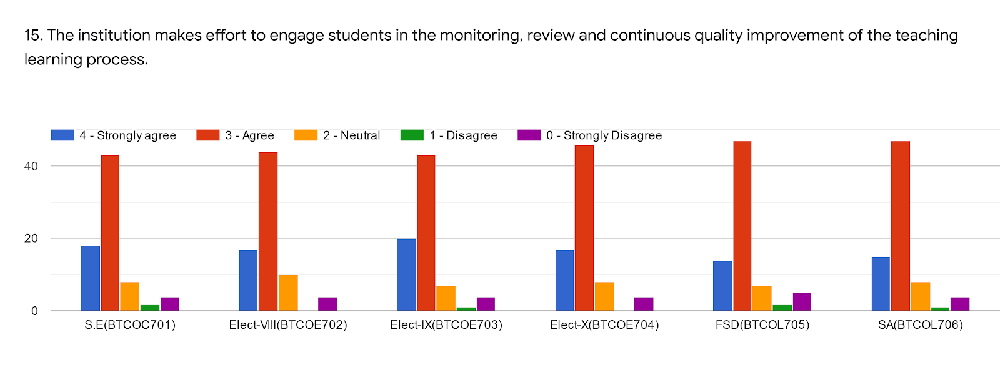 15. The institution makes effort to engage students in the monitoring, review and continuous quality improvement of the teaching
learning process.
4 - Strongly agree 3 - Agree 2 - Neutral 1 - Disagree 0 - Strongly Disagree
40
20
0
S.E(BTCOC701) Elect-VIII(BTCOE702) Elect-IX(BTCOE703) Elect-X(BTCOE704) FSD(BTCOL705) SA(BTCOL706)